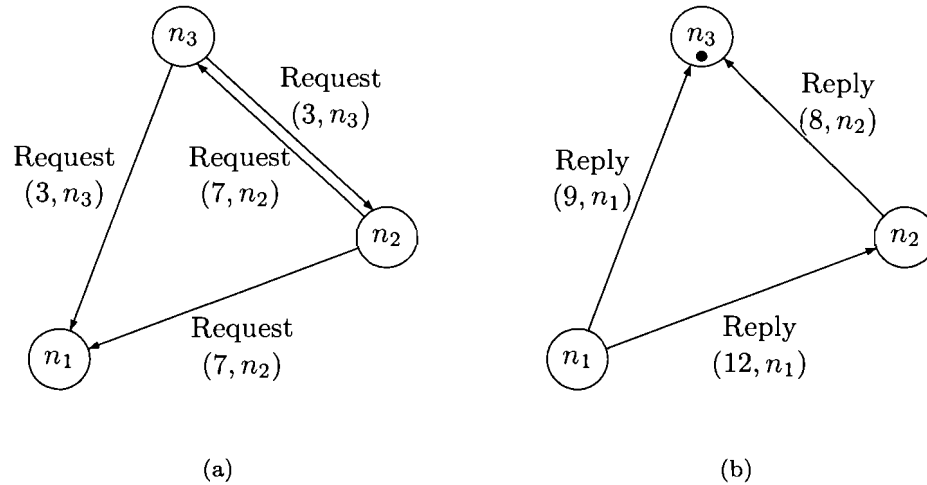 n₃
Request
(3, n₃)
Request
(3, n₃)
Request
(7, n₂)
n₂
Request
(7, n₂)
n₁
(a)
n₃
Reply
(8, n₂)
Reply
(9, n₁)
n₂
Reply
(12, n₁)
n₁
(b)